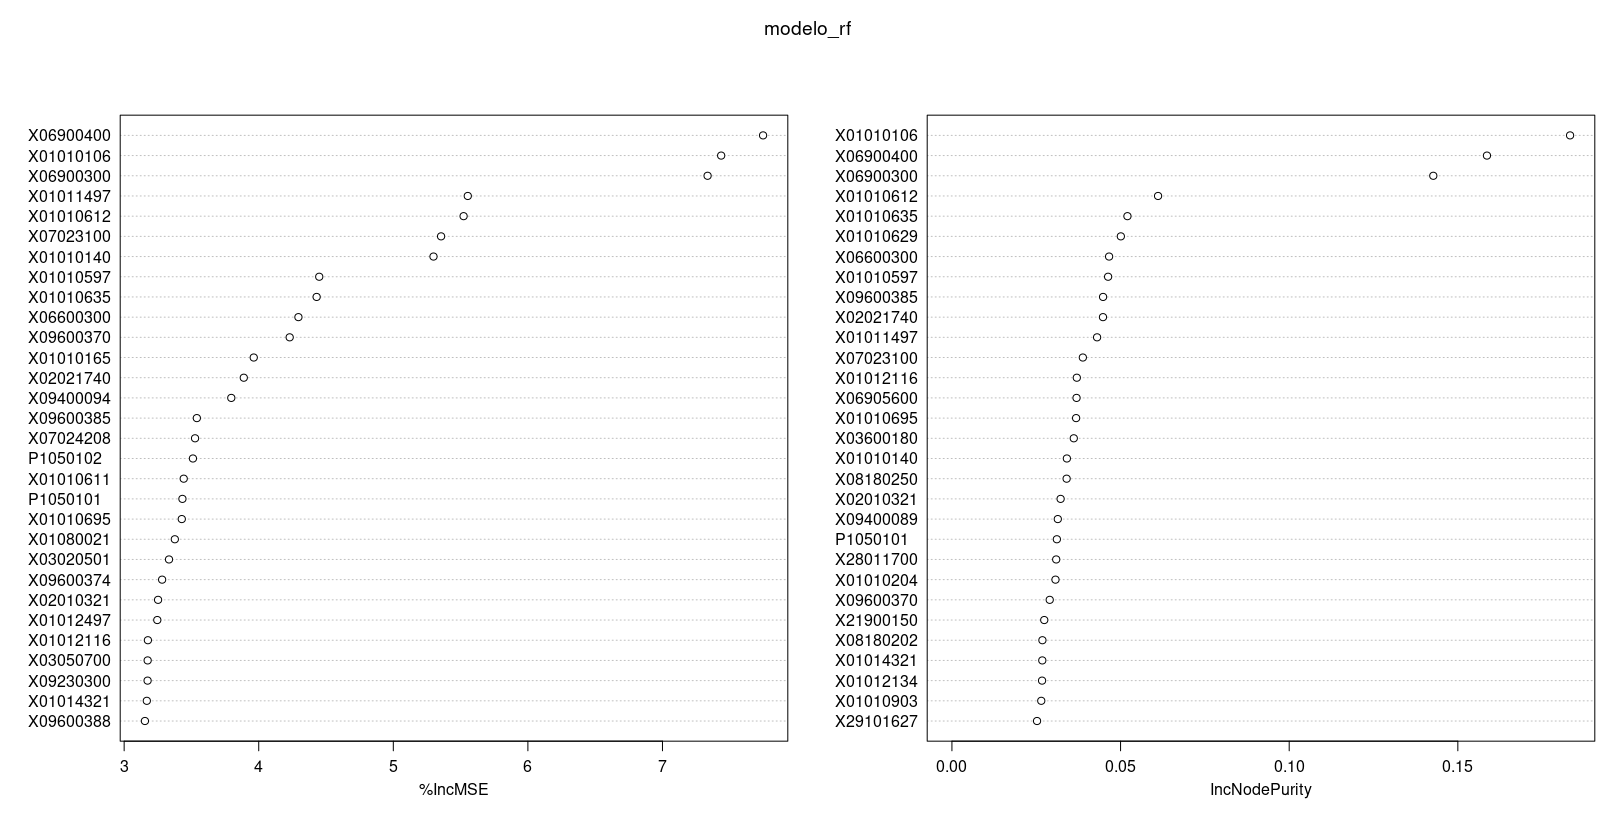 modelo_rf
X06900400
X01010106
X06900300
X01011497
X01010612
X07023100
X01010140
X01010597
X01010635
X06600300
X09600370
X01010165
X02021740
X09400094
X09600385
X07024208
P1050102
X01010611
P1050101
X01010695
X01080021
X03020501
X09600374
X02010321
X01012497
X01012116
X03050700
X09230300
X01014321
X09600388
3 4 5 6 7
%IncMSE
X01010106
X06900400
X06900300
X01010612
X01010635
X01010629
X06600300
X01010597
X09600385
X02021740
X01011497
X07023100
X01012116
X06905600
X01010695
X03600180
X01010140
X08180250
X02010321
X09400089
P1050101
X28011700
X01010204
X09600370
X21900150
X08180202
X01014321
X01012134
X01010903
X29101627
0.00 0.05 0.10 0.15
IncNodePurity